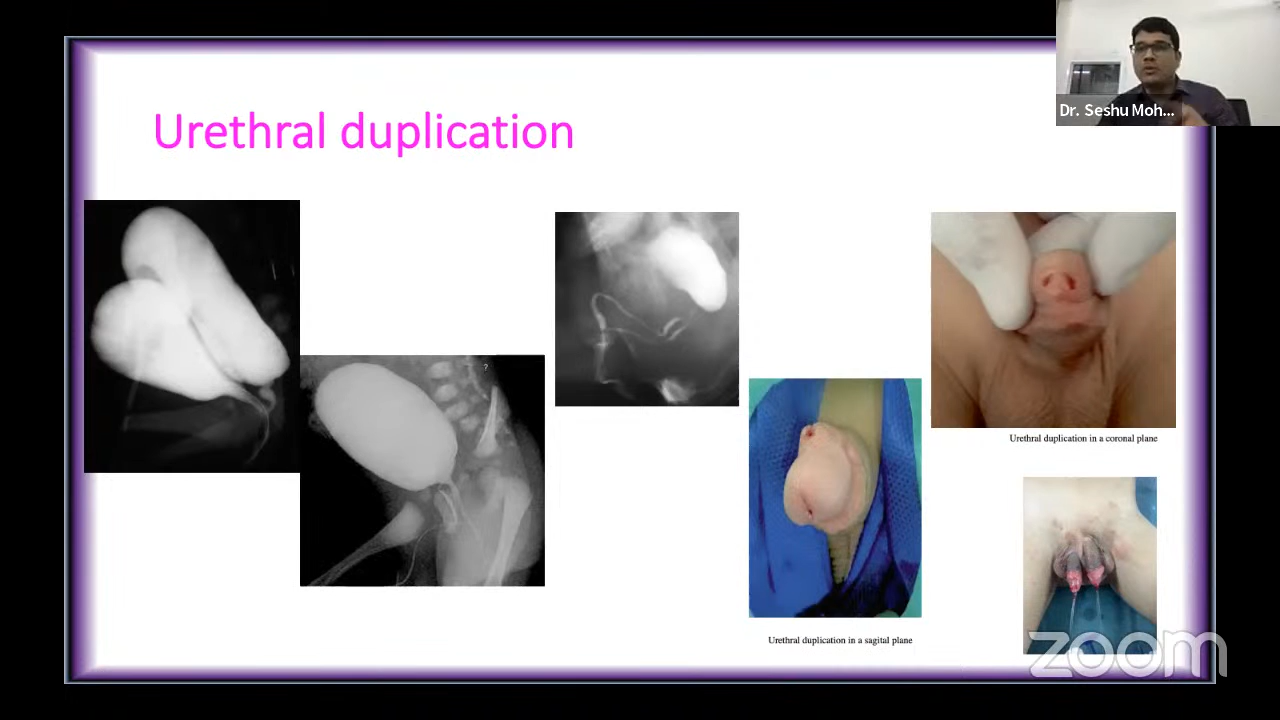 Dr. Seshu Moh...
Urethral duplication
?
Urethral duplication in a coronal plane
Urethral duplication in a sagital plane
zoom